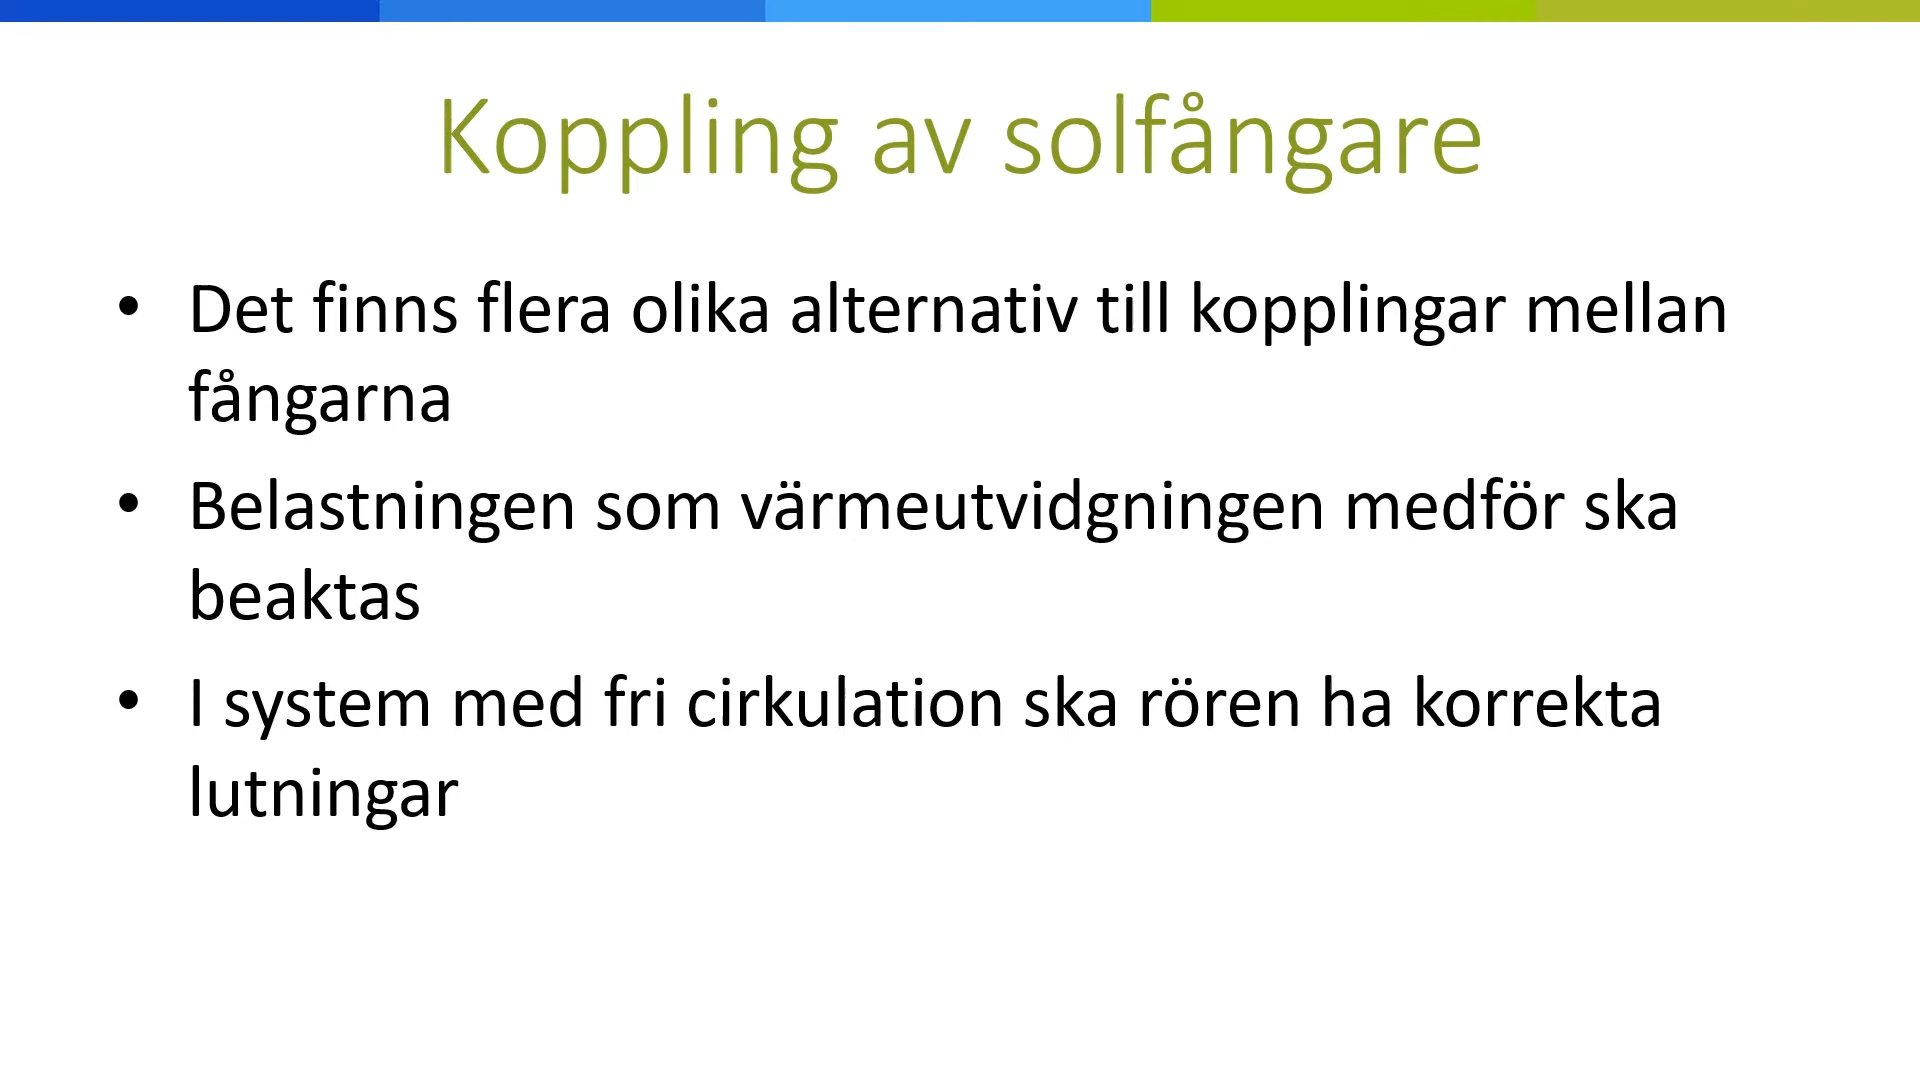 Koppling av solfångare
• Det finns flera olika alternativ till kopplingar mellan
fångarna
• Belastningen som värmeutvidgningen medför ska
beaktas
• I system med fri cirkulation ska rören ha korrekta
lutningar